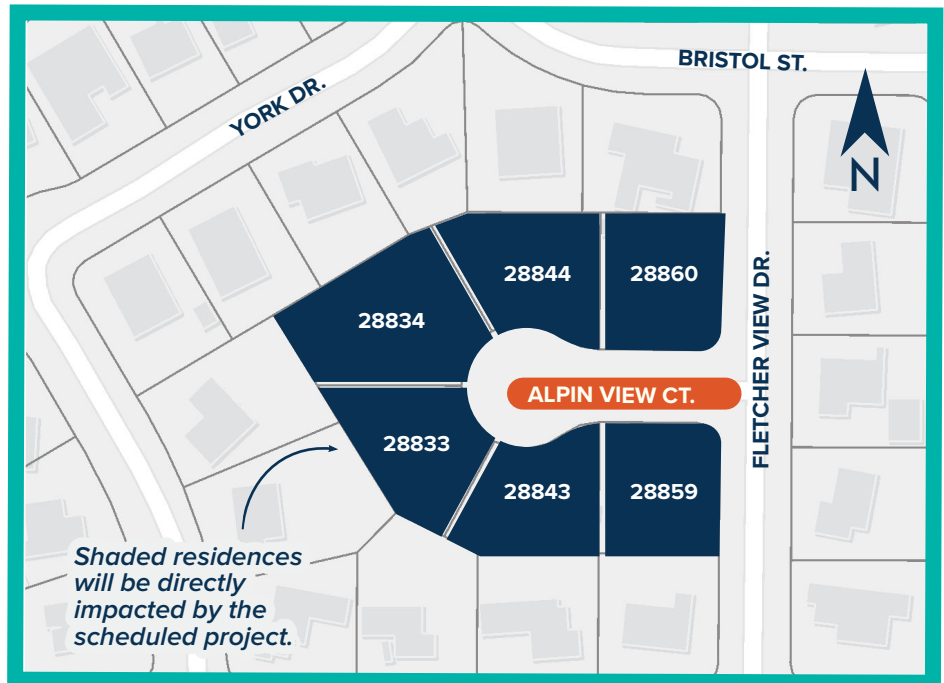 BRISTOL ST.
YORK DR.
N
28844
28860
28834
FLETCHER VIEW DR.
ALPIN VIEW CT.
28833
28843
28859
Shaded residences
will be directly
impacted by the
scheduled project.